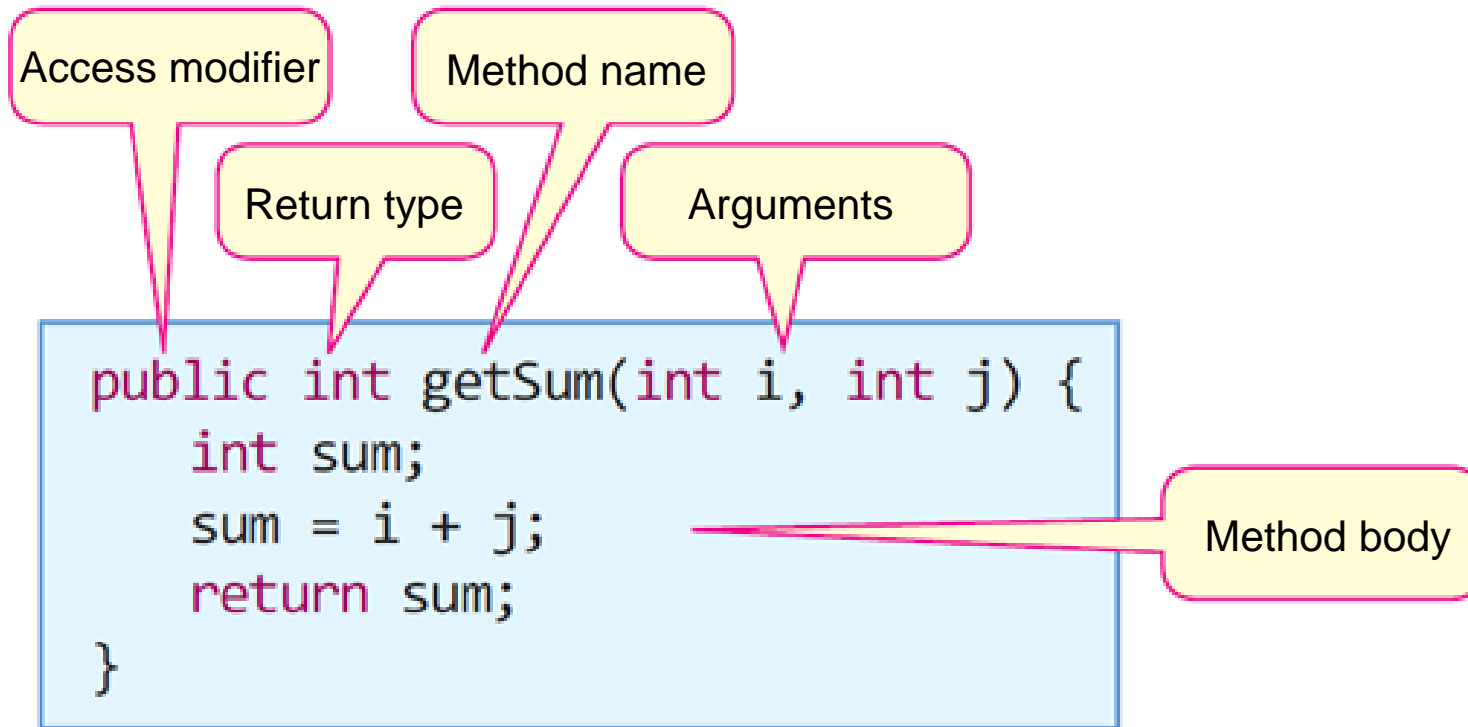 Access modifier
Method name
Return type
Arguments
public int getSum(int i, int j) {
int sum;
sum = i + j;
return sum;
}
Method body